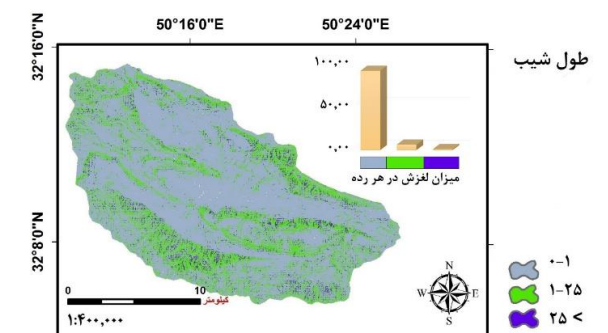 50°16'0"E
50°24'0"E
32°16'0"N
32°8'0"N
طول شیب
۱۰۰,۰۰
۵۰,۰۰
۰,۰۰
میزان لغزش در هر رده
۰-۱
۱-۲۵
۲۵ <
N
W
E
S
0
10
کیلومتر
۱:۴۰۰,۰۰۰